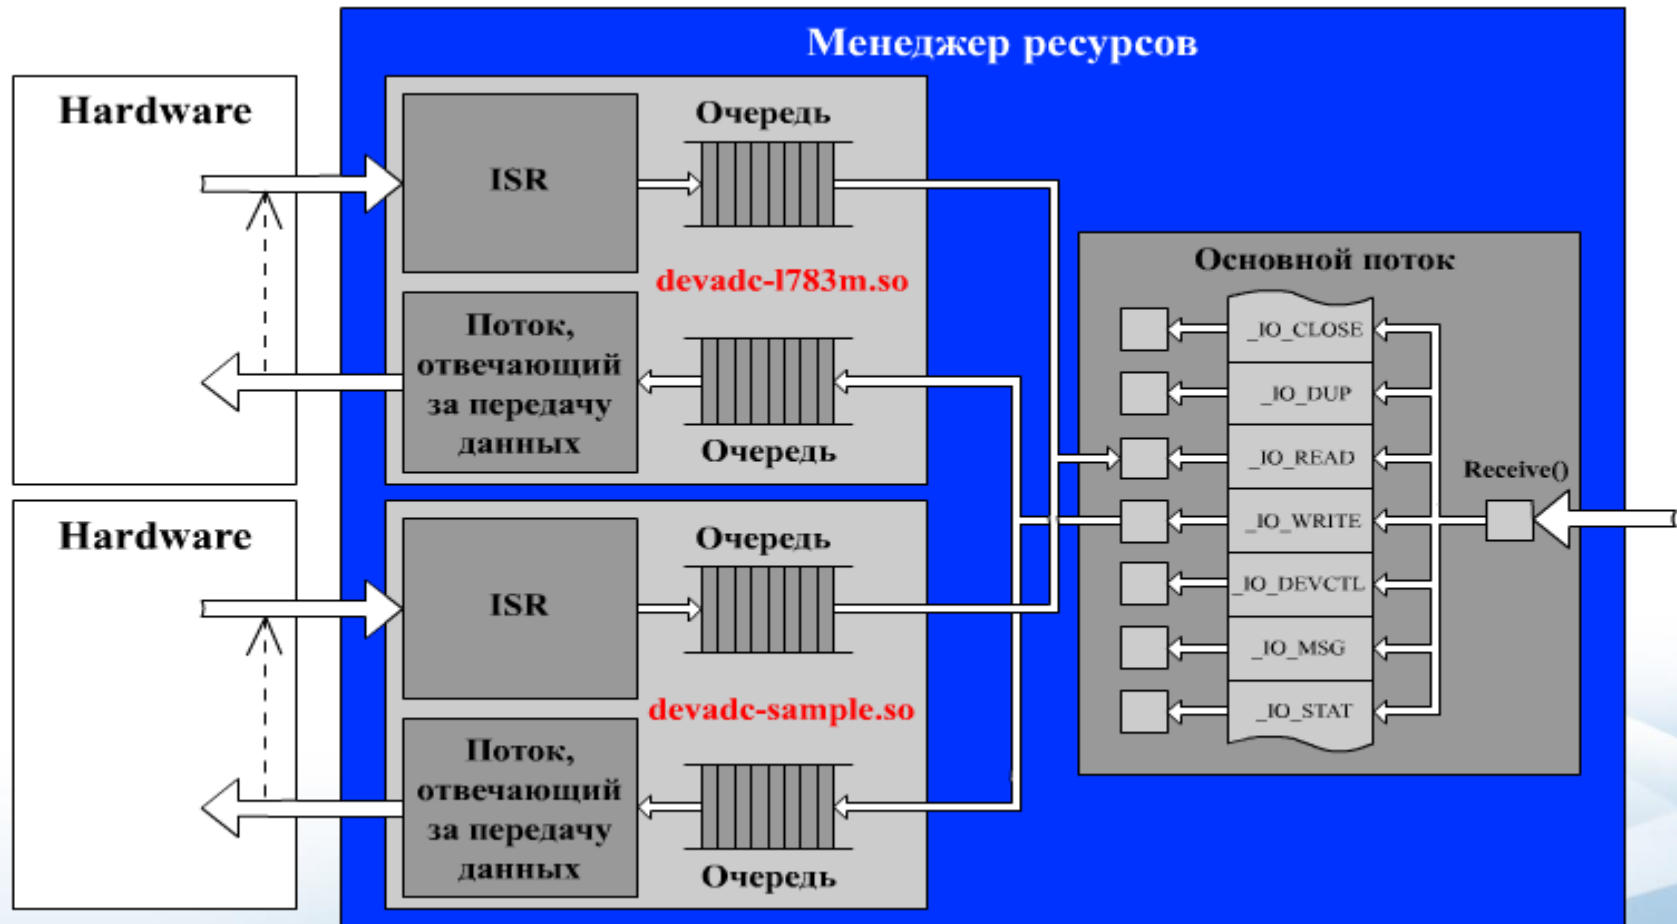 Менеджер ресурсов
Hardware
ISR
Очередь
devadc-l783m.so
Поток,
отвечающий
за передачу
данных
Очередь
Hardware
ISR
Очередь
devadc-sample.so
Поток,
отвечающий
за передачу
данных
Очередь
Основной поток
_IO_CLOSE
_IO_DUP
_IO_READ
_IO_WRITE
_IO_DEVCTL
_IO_MSG
_IO_STAT
Receive()